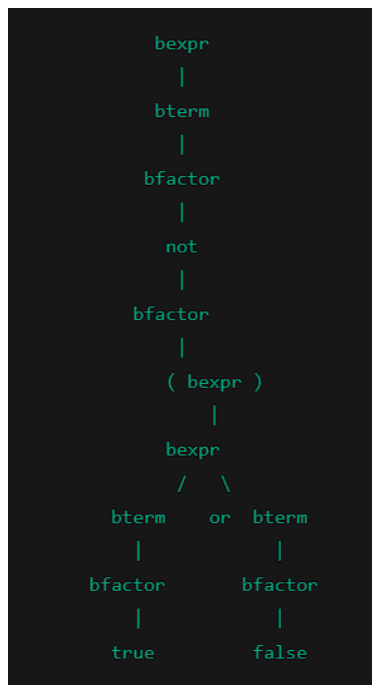 bexpr
|
bterm
|
bfactor
|
not
|
bfactor
|
( bexpr )
|
bexpr
/ \
bterm or bterm
| |
bfactor bfactor
| |
true false